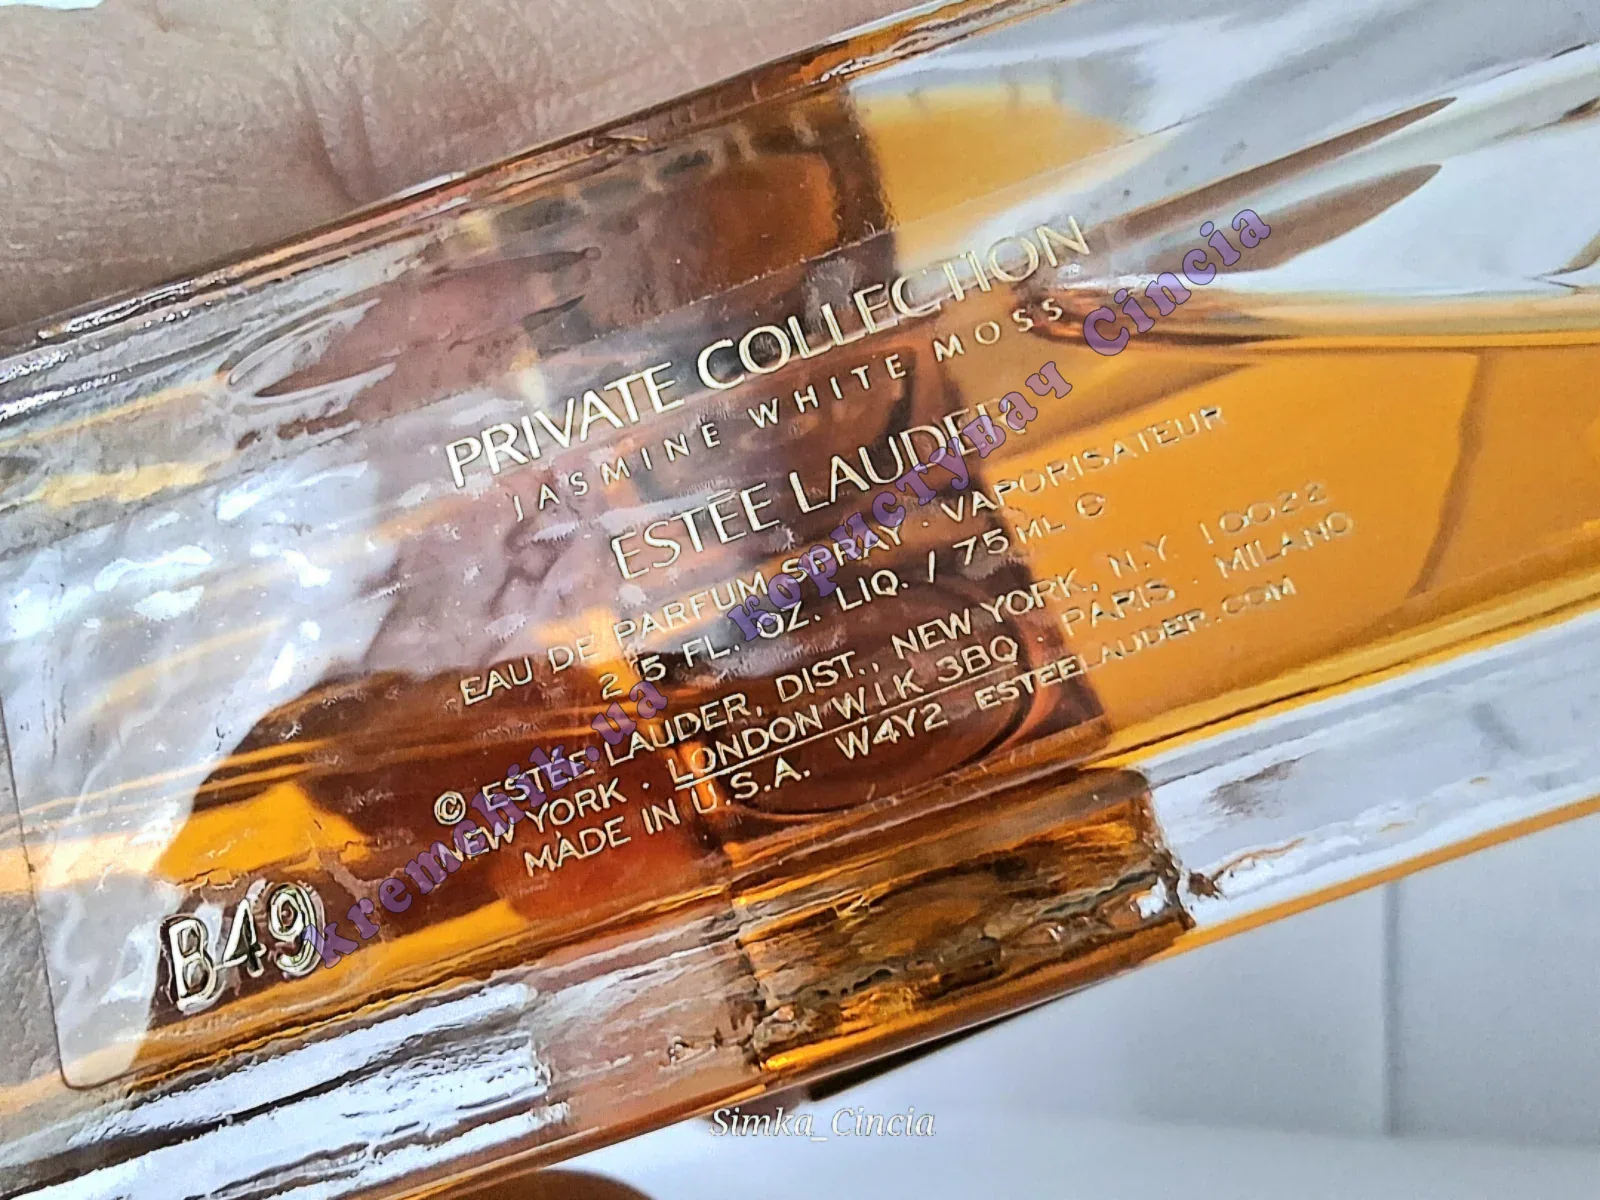 PRIVATE COLLECTION
JASMINE WHITE MOSS
ESTĒE LAUDER
EAU DE PARFUM SPRAY · VAPORISATEUR
2 5 FL. OZ. LIQ. / 75 ML ℮
© ESTĒE LAUDER, DIST., NEW YORK, N.Y. 10022
NEW YORK · LONDON W1K 3BQ · PARIS · MILANO
MADE IN U.S.A. W4Y2 ESTEELAUDER.COM
B49
kremchik.ua користувач Cincia
Simka_Cincia